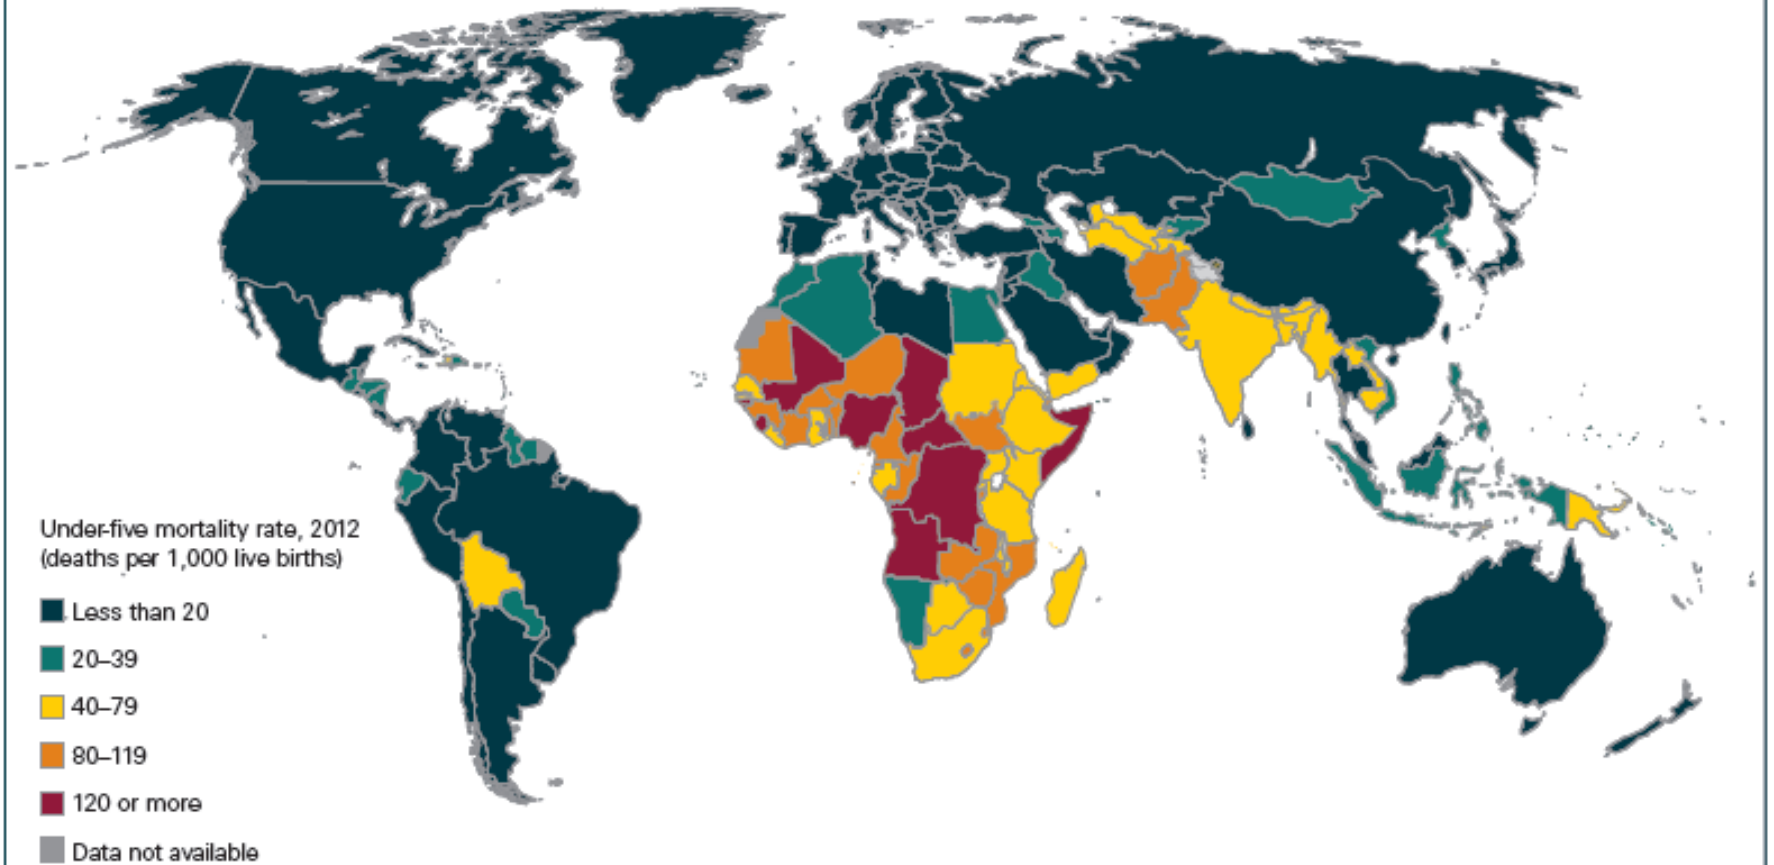 Under-five mortality rate, 2012
(deaths per 1,000 live births)
Less than 20
20–39
40–79
80–119
120 or more
Data not available